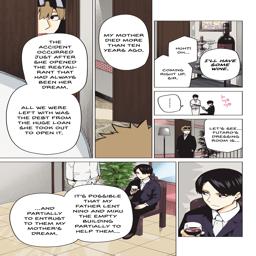 MY MOTHER
DIED MORE
THAN TEN
YEARS AGO.
THE
ACCIDENT
OCCURRED
JUST AFTER
SHE OPENED
THE RESTAU-
RANT THAT
HAD ALWAYS
BEEN HER
DREAM.
ALL WE WERE
LEFT WITH WAS
THE DEBT FROM
THE HUGE LOAN
SHE TOOK OUT
TO OPEN IT.
HUH?!
OH...
I'LL HAVE
SOME
WINE.
COMING
RIGHT UP,
SIR.
!
LET'S SEE...
FUTARO'S
DRESSING
ROOM IS...
IT'S POSSIBLE
THAT MY
FATHER LENT
NINO AND MIKU
THE EMPTY
BUILDING
PARTIALLY TO
HELP THEM...
...AND
PARTIALLY
TO ENTRUST
TO THEM MY
MOTHER'S
DREAM.